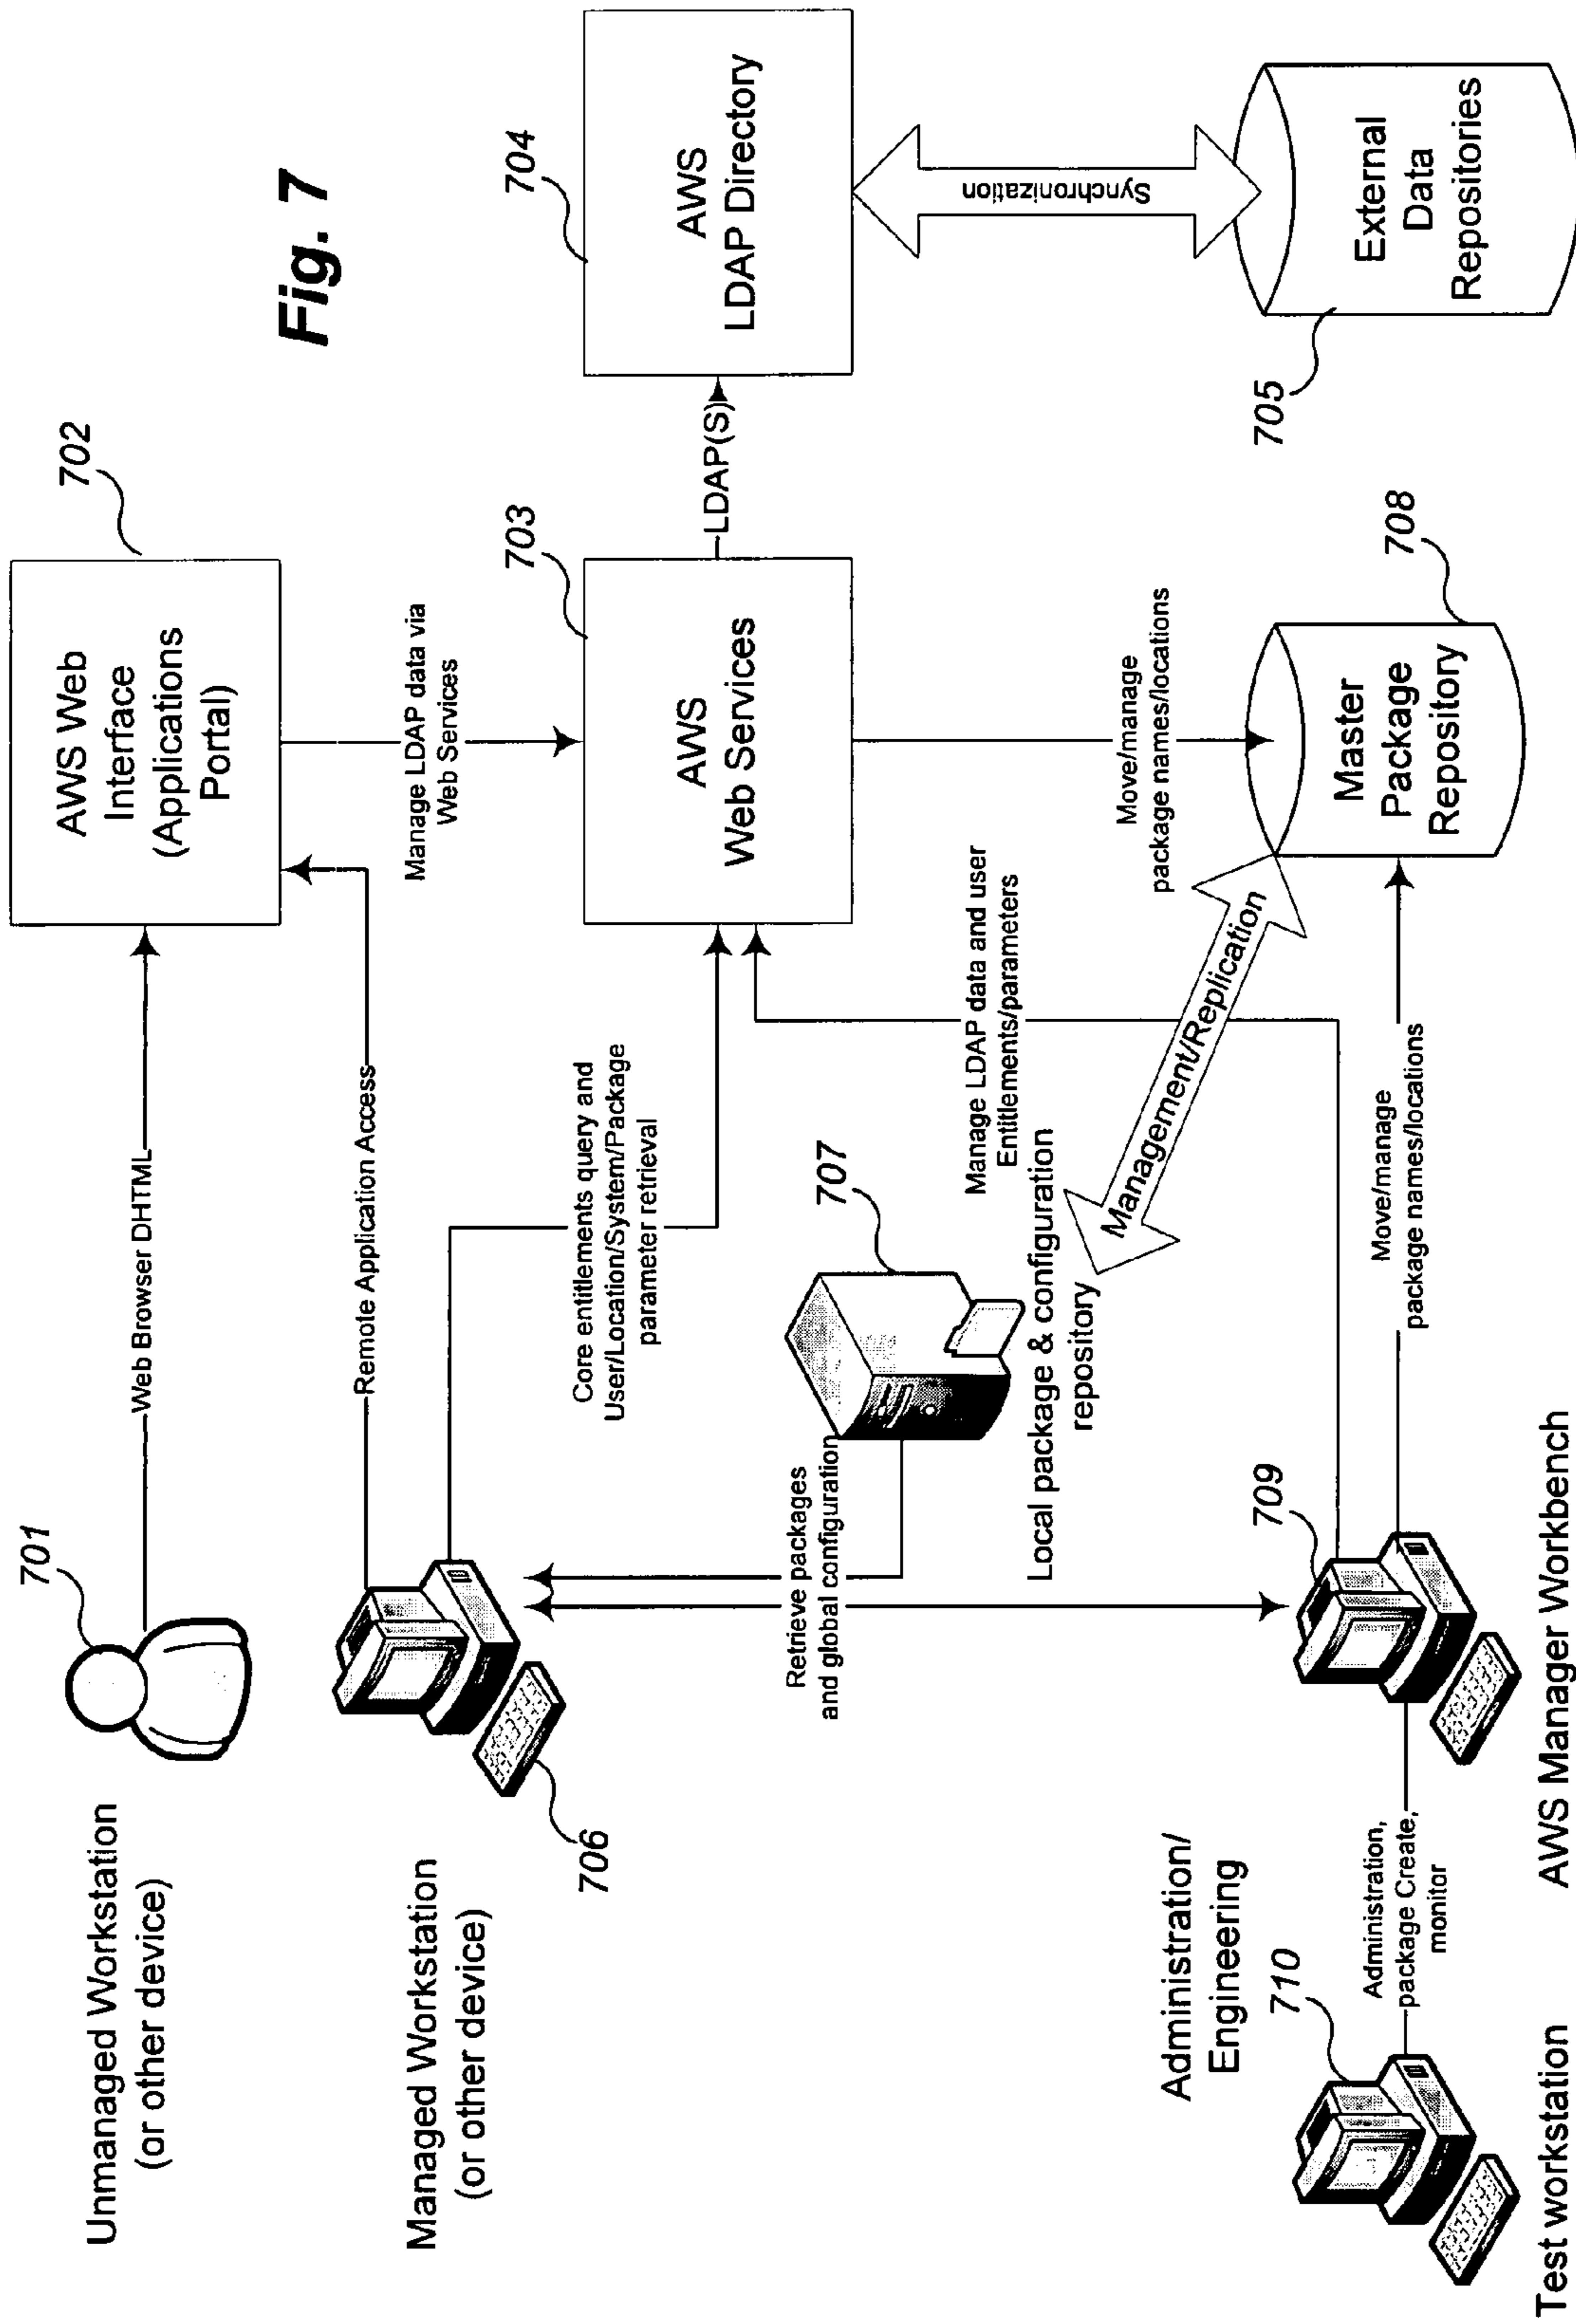 Fig. 7
Unmanaged Workstation
(or other device)
701
Web Browser DHTML
AWS Web
Interface
(Applications
Portal)
702
Managed Workstation
(or other device)
706
Remote Application Access
Manage LDAP data via
Web Services
Core entitlements query and
User/Location/System/Package
parameter retrieval
AWS
Web Services
703
LDAP(S)
AWS
LDAP Directory
704
Synchronization
Retrieve packages
and global configuration
707
Local package & configuration
repository
Manage LDAP data and user
Entitlements/parameters
Management/Replication
Move/manage
package names/locations
Master
Package
Repository
708
External
Data
Repositories
705
Administration/
Engineering
710
Administration,
package Create,
monitor
709
Move/manage
package names/locations
Test workstation
AWS Manager Workbench